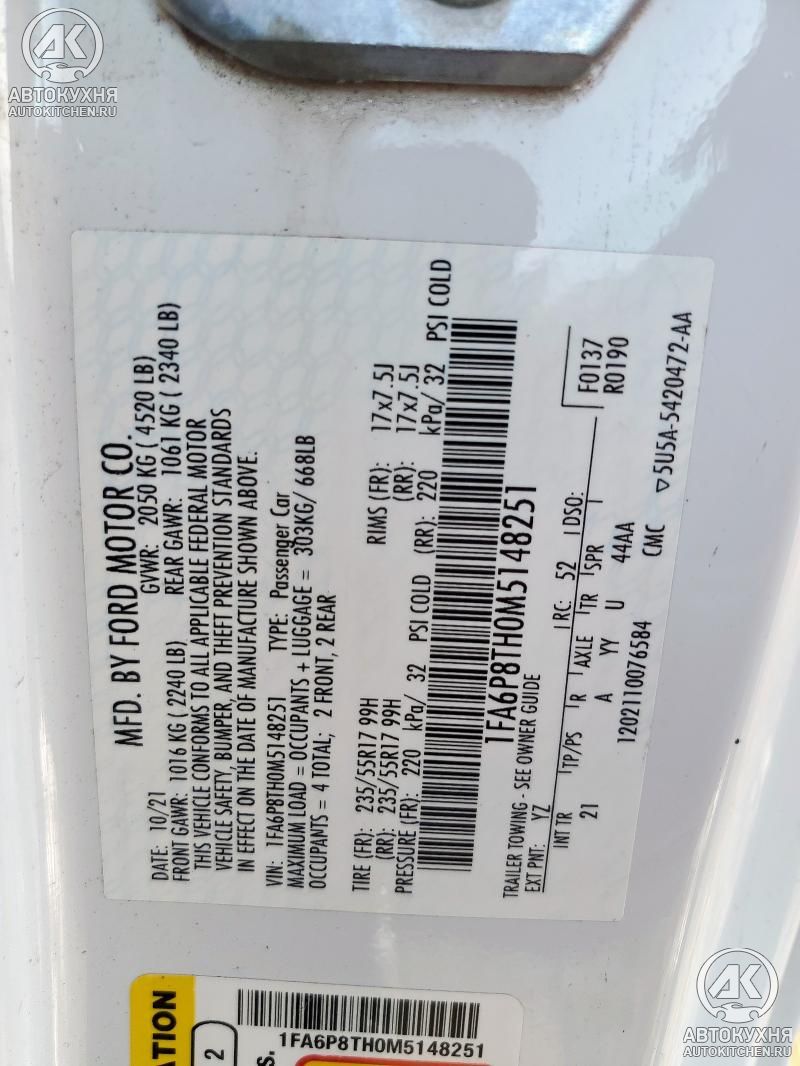 АВТОКУХНЯ
AUTOKITCHEN.RU
MFD. BY FORD MOTOR CO.
DATE: 10/21 GVWR: 2050 KG ( 4520 LB)
FRONT GAWR: 1016 KG ( 2240 LB) REAR GAWR: 1061 KG ( 2340 LB)
THIS VEHICLE CONFORMS TO ALL APPLICABLE FEDERAL MOTOR
VEHICLE SAFETY, BUMPER, AND THEFT PREVENTION STANDARDS
IN EFFECT ON THE DATE OF MANUFACTURE SHOWN ABOVE.
VIN: 1FA6P8TH0M5148251 TYPE: Passenger Car
MAXIMUM LOAD = OCCUPANTS + LUGGAGE = 303KG/ 668LB
OCCUPANTS = 4 TOTAL; 2 FRONT, 2 REAR
TIRE (FR): 235/55R17 99H RIMS (FR): 17x7.5J
(RR): 235/55R17 99H (RR): 17x7.5J
PRESSURE (FR): 220 kPa/ 32 PSI COLD (RR): 220 kPa/ 32 PSI COLD
1FA6P8TH0M5148251
TRAILER TOWING - SEE OWNER GUIDE
EXT PNT: YZ RC: 52 DSO:
F0137
R0190
INT TR TP/PS R AXLE TR SPR
21 A YY U 44AA
1202110076584 CMC ▽5U5A-5420472-AA
ATION
2
S.
1FA6P8TH0M5148251
АК
АВТОКУХНЯ
AUTOKITCHEN.RU